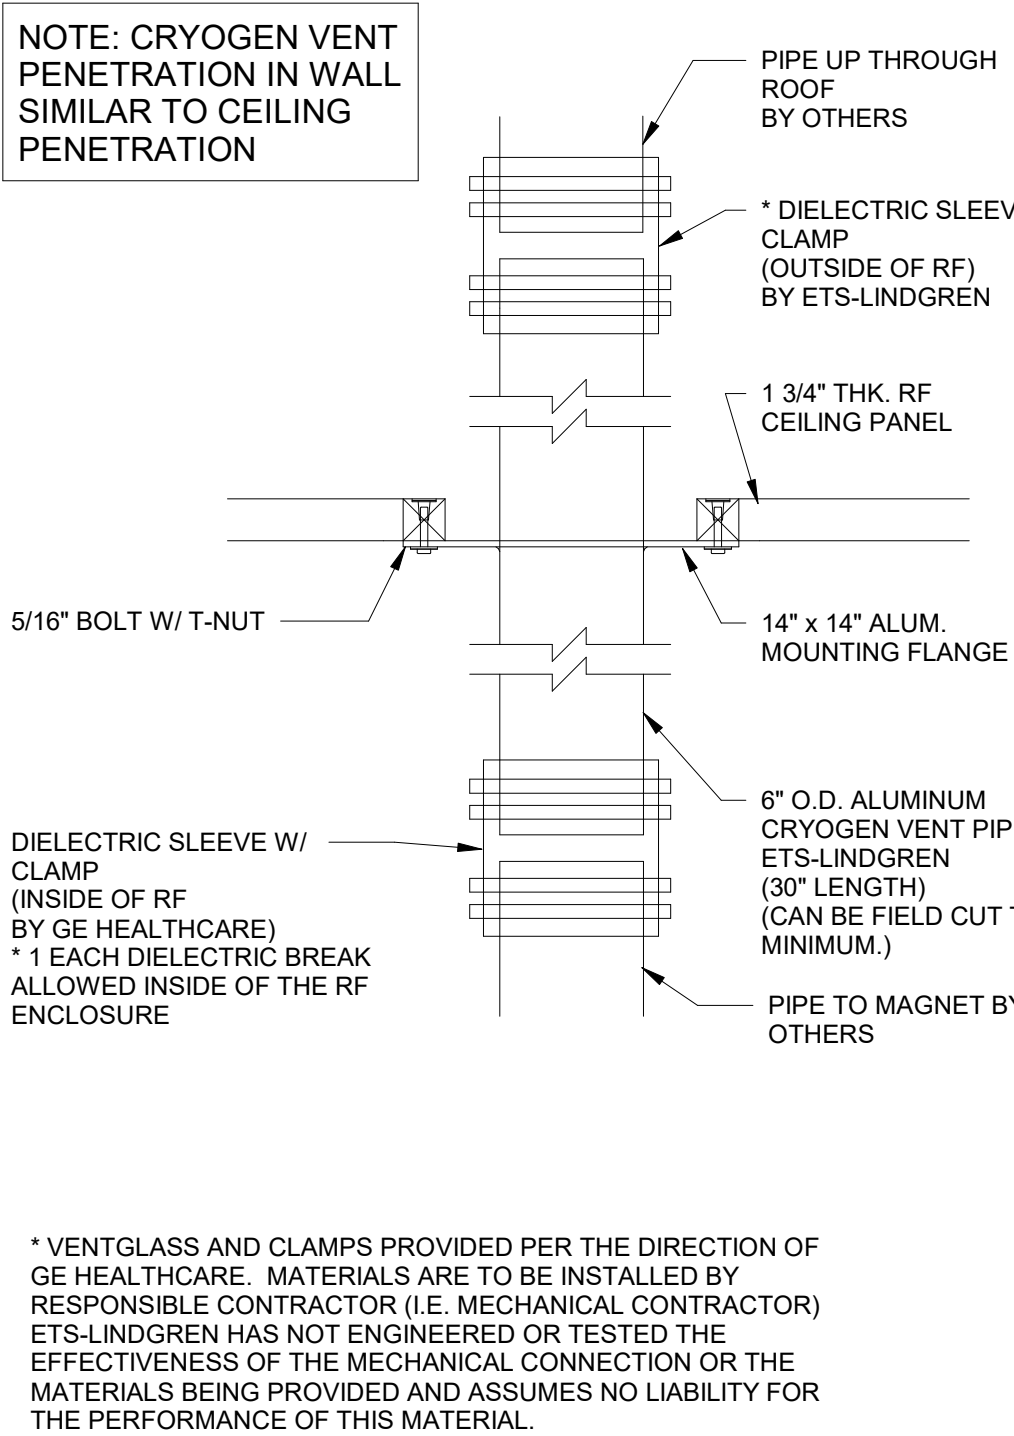 NOTE: CRYOGEN VENT
PENETRATION IN WALL
SIMILAR TO CEILING
PENETRATION
PIPE UP THROUGH
ROOF
BY OTHERS
* DIELECTRIC SLEEV
CLAMP
(OUTSIDE OF RF)
BY ETS-LINDGREN
1 3/4" THK. RF
CEILING PANEL
5/16" BOLT W/ T-NUT
14" x 14" ALUM.
MOUNTING FLANGE
6" O.D. ALUMINUM
CRYOGEN VENT PIP
ETS-LINDGREN
(30" LENGTH)
(CAN BE FIELD CUT T
MINIMUM.)
DIELECTRIC SLEEVE W/
CLAMP
(INSIDE OF RF
BY GE HEALTHCARE)
* 1 EACH DIELECTRIC BREAK
ALLOWED INSIDE OF THE RF
ENCLOSURE
PIPE TO MAGNET BY
OTHERS
* VENTGLASS AND CLAMPS PROVIDED PER THE DIRECTION OF
GE HEALTHCARE.  MATERIALS ARE TO BE INSTALLED BY
RESPONSIBLE CONTRACTOR (I.E. MECHANICAL CONTRACTOR)
ETS-LINDGREN HAS NOT ENGINEERED OR TESTED THE
EFFECTIVENESS OF THE MECHANICAL CONNECTION OR THE
MATERIALS BEING PROVIDED AND ASSUMES NO LIABILITY FOR
THE PERFORMANCE OF THIS MATERIAL.